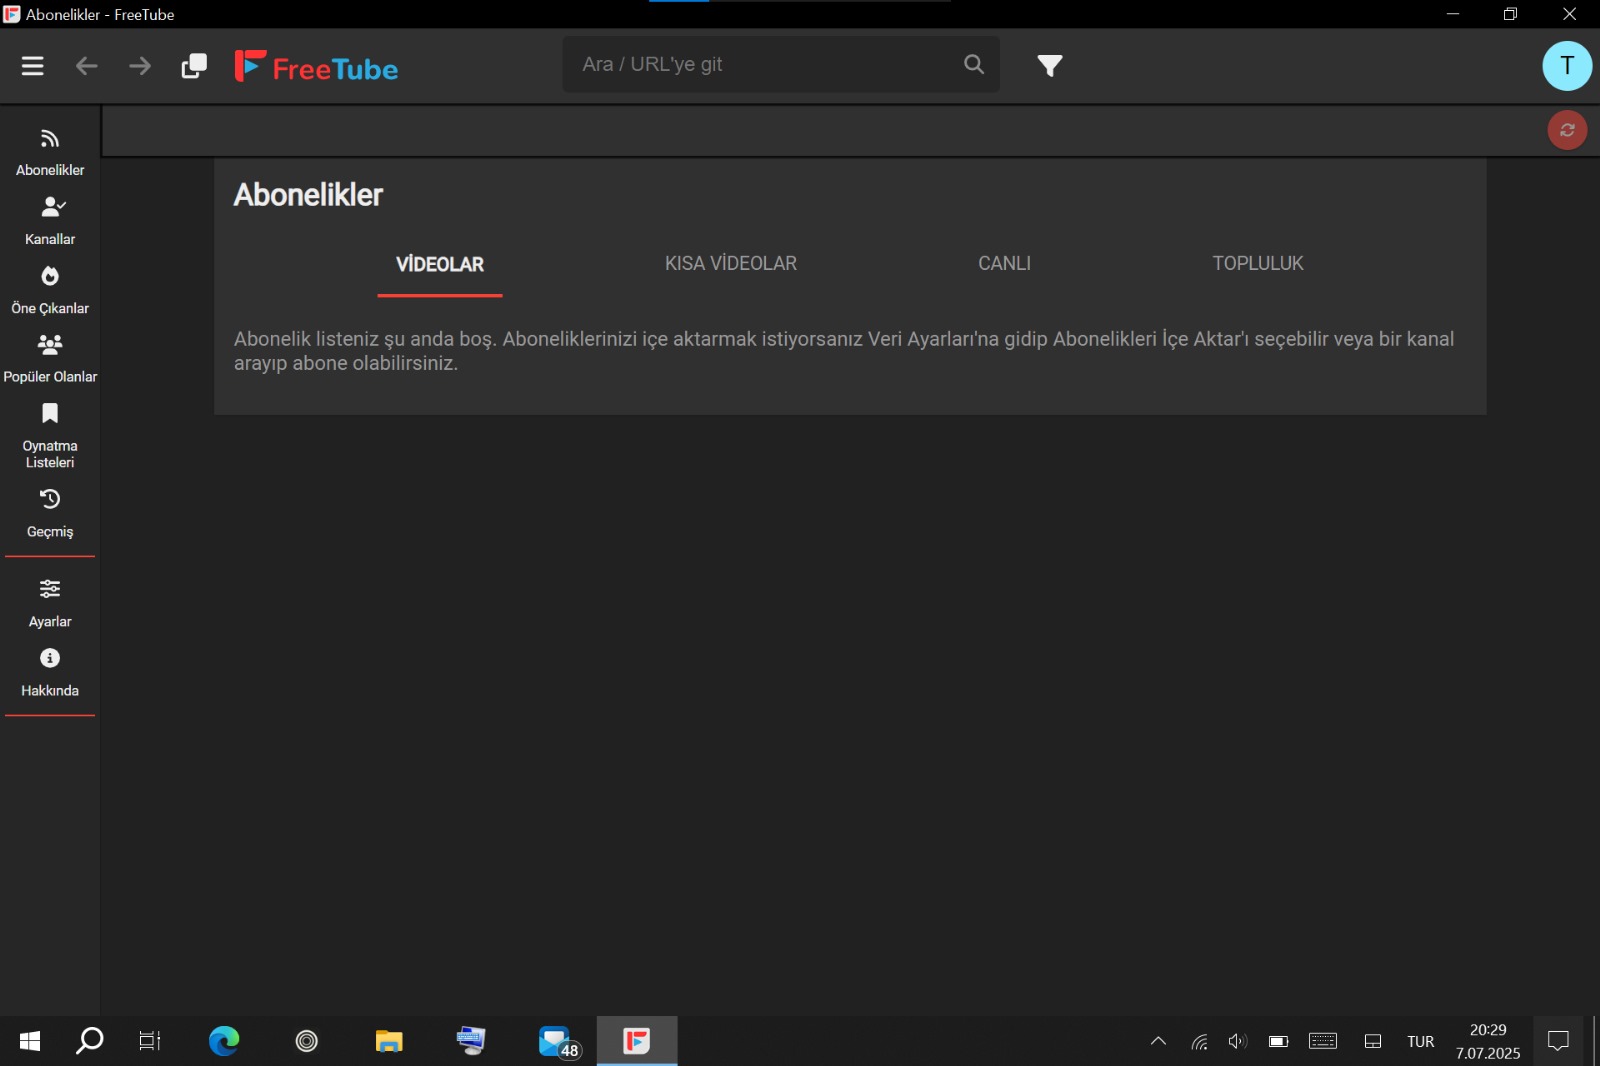 Abonelikler - FreeTube
FreeTube
Ara / URL'ye git
T
Abonelikler
Kanallar
Öne Çıkanlar
Popüler Olanlar
Oynatma
Listeleri
Geçmiş
Ayarlar
Hakkında
Abonelikler
VİDEOLAR
KISA VİDEOLAR
CANLI
TOPLULUK
Abonelik listeniz şu anda boş. Aboneliklerinizi içe aktarmak istiyorsanız Veri Ayarları'na gidip Abonelikleri İçe Aktar'ı seçebilir veya bir kanal
arayıp abone olabilirsiniz.
48
TUR
20:29
7.07.2025